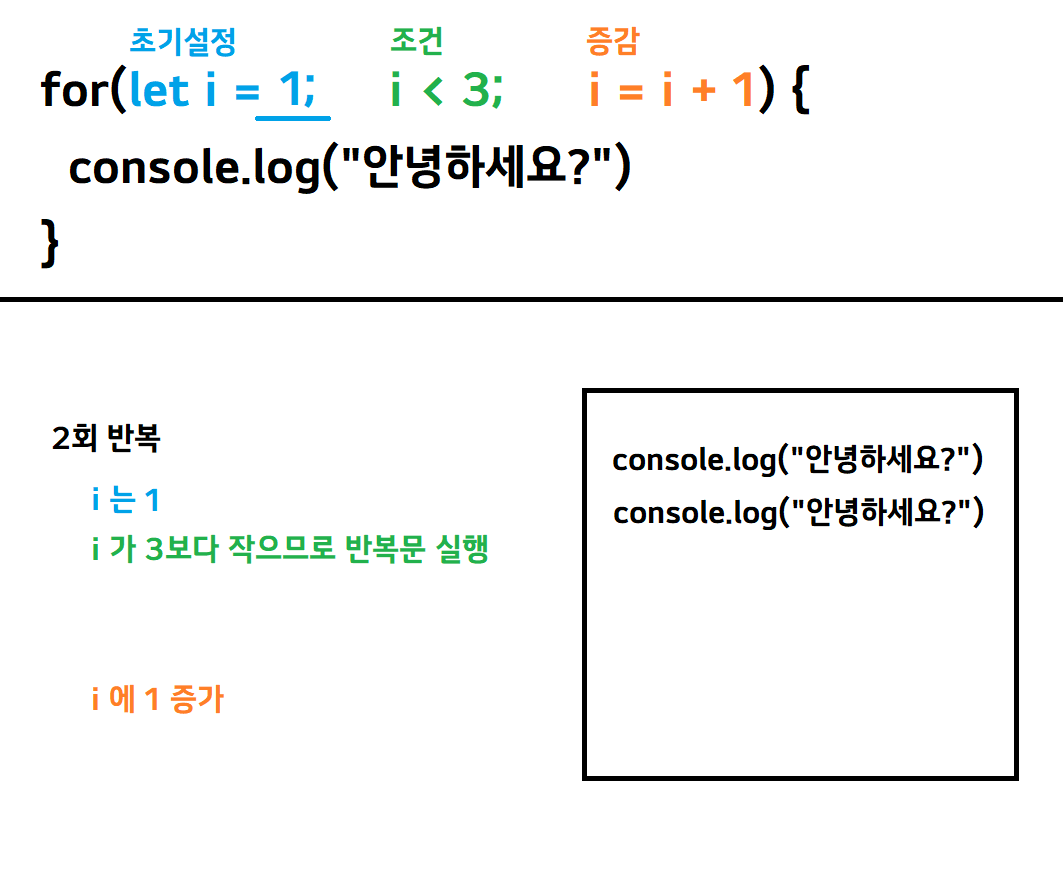 초기설정 조건 증감
for(let i = 1; i < 3; i = i + 1) {
console.log("안녕하세요?")
}
2회 반복
i 는 1
i 가 3보다 작으므로 반복문 실행
i 에 1 증가
console.log("안녕하세요?")
console.log("안녕하세요?")